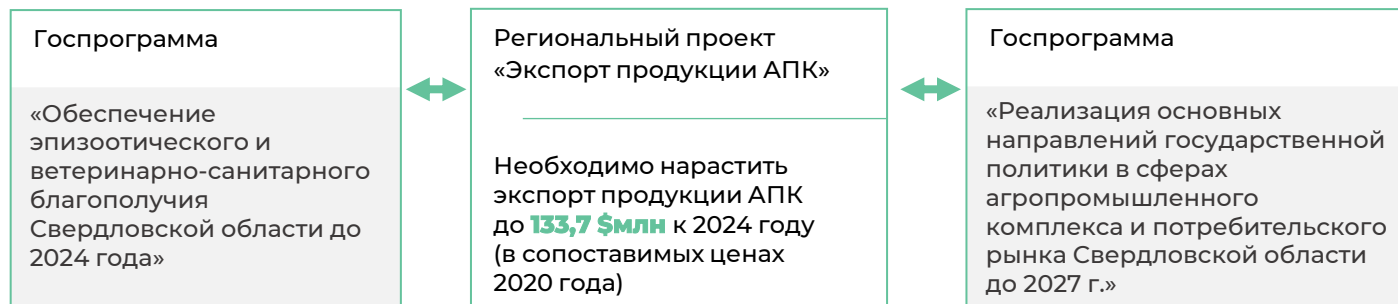 Госпрограмма
«Обеспечение
эпизоотического и
ветеринарно-санитарного
благополучия
Свердловской области до
2024 года»
Региональный проект
«Экспорт продукции АПК»
Необходимо нарастить
экспорт продукции АПК
до 133,7 $млн к 2024 году
(в сопоставимых ценах
2020 года)
Госпрограмма
«Реализация основных
направлений государственной
политики в сферах
агропромышленного
комплекса и потребительского
рынка Свердловской области
до 2027 г.»